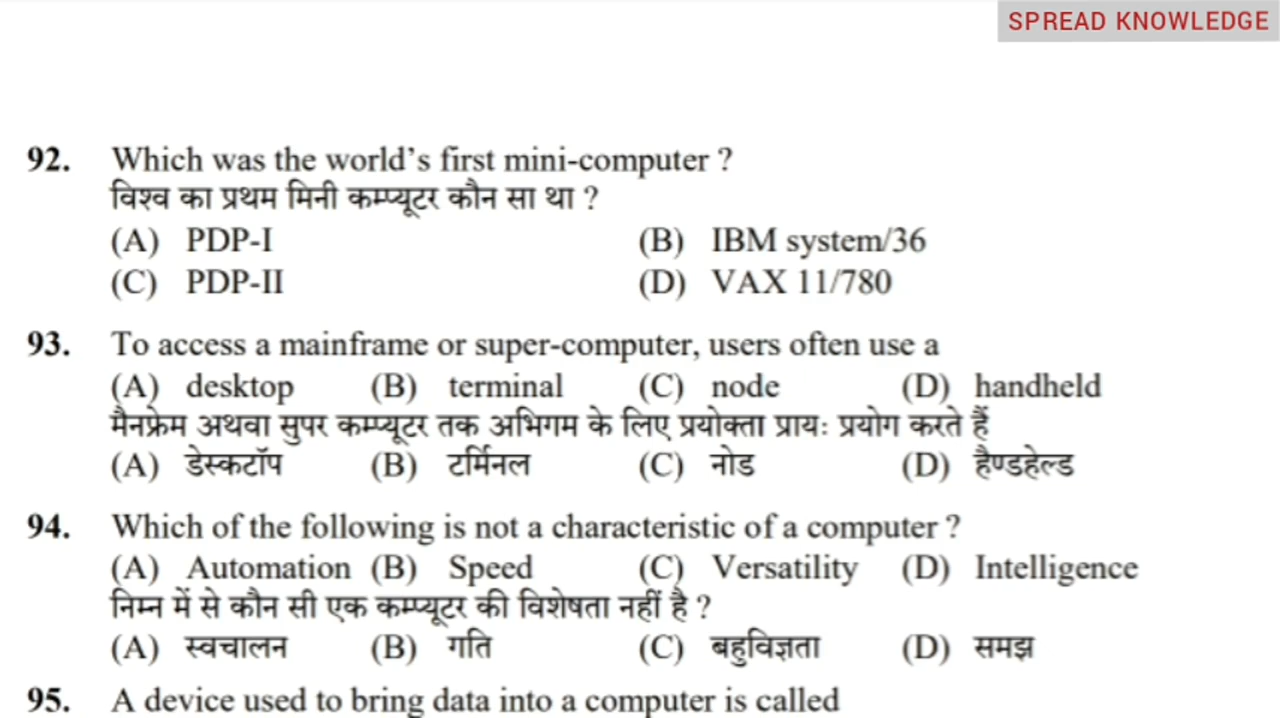 SPREAD KNOWLEDGE
92. Which was the world's first mini-computer ?
विश्व का प्रथम मिनी कम्प्यूटर कौन सा था ?
(A) PDP-I (B) IBM system/36
(C) PDP-II (D) VAX 11/780
93. To access a mainframe or super-computer, users often use a
(A) desktop (B) terminal (C) node (D) handheld
मैनफ्रेम अथवा सुपर कम्प्यूटर तक अभिगम के लिए प्रयोक्ता प्रायः प्रयोग करते हैं
(A) डेस्कटॉप (B) टर्मिनल (C) नोड (D) हैण्डहेल्ड
94. Which of the following is not a characteristic of a computer ?
(A) Automation (B) Speed (C) Versatility (D) Intelligence
निम्न में से कौन सी एक कम्प्यूटर की विशेषता नहीं है ?
(A) स्वचालन (B) गति (C) बहुविज्ञता (D) समझ
95. A device used to bring data into a computer is called